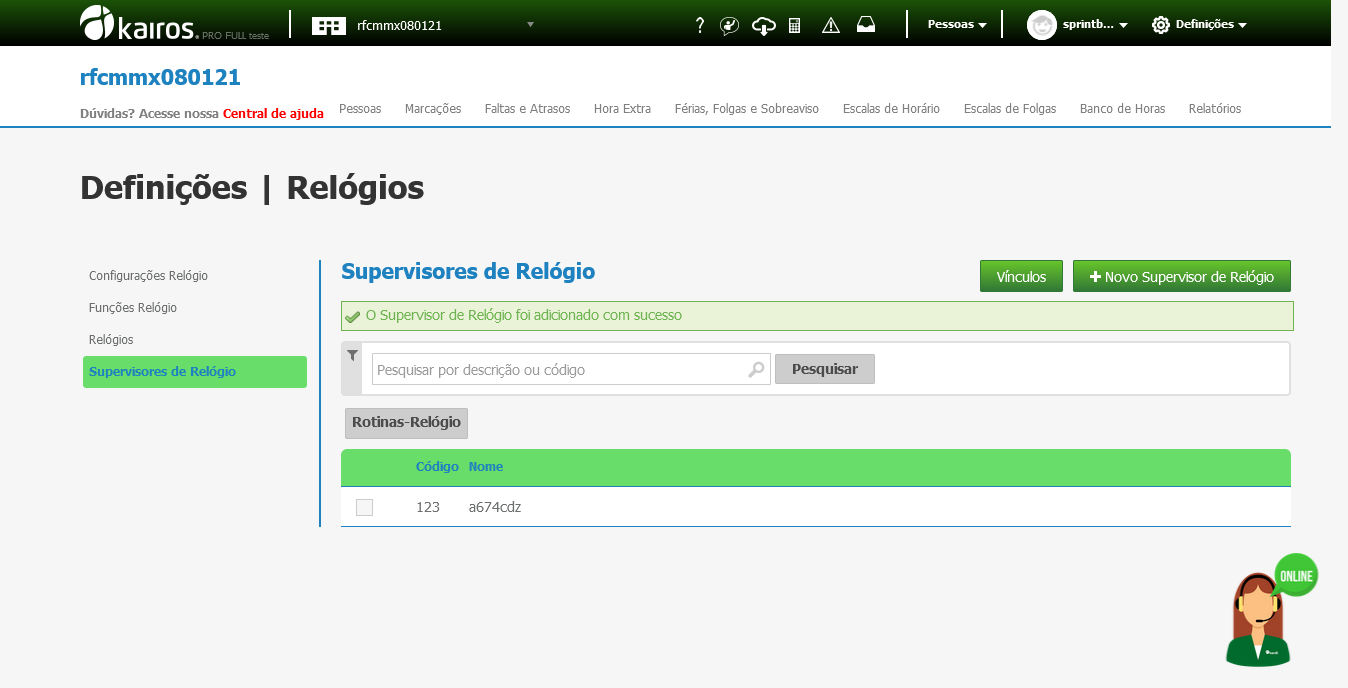 kairos. PRO FULL teste
rfcmmx080121
?
Pessoas
sprintb...
Definições
rfcmmx080121
Dúvidas? Acesse nossa Central de ajuda
Pessoas Marcações Faltas e Atrasos Hora Extra Férias, Folgas e Sobreaviso Escalas de Horário Escalas de Folgas Banco de Horas Relatórios
Definições | Relógios
Configurações Relógio
Funções Relógio
Relógios
Supervisores de Relógio
Supervisores de Relógio
Vínculos
+ Novo Supervisor de Relógio
O Supervisor de Relógio foi adicionado com sucesso
Pesquisar por descrição ou código
Pesquisar
Rotinas-Relógio
Código Nome
123 a674cdz
ONLINE